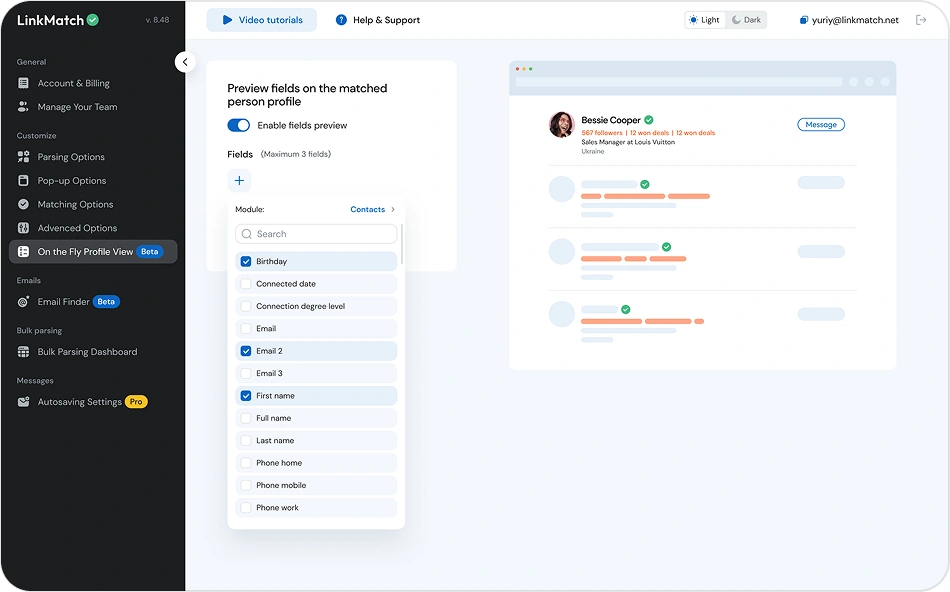 LinkMatch
v. 8.48
General
Account & Billing
Manage Your Team
Customize
Parsing Options
Pop-up Options
Matching Options
Advanced Options
On the Fly Profile View Beta
Emails
Email Finder Beta
Bulk parsing
Bulk Parsing Dashboard
Messages
Autosaving Settings Pro
Video tutorials
? Help & Support
Light Dark
yuriy@linkmatch.net
Preview fields on the matched
person profile
Enable fields preview
Fields (Maximum 3 fields)
+
Module: Contacts
Search
Birthday
Connected date
Connection degree level
Email
Email 2
Email 3
First name
Full name
Last name
Phone home
Phone mobile
Phone work
Bessie Cooper
567 followers | 12 won deals | 12 won deals
Sales Manager at Louis Vuitton
Ukraine
Message